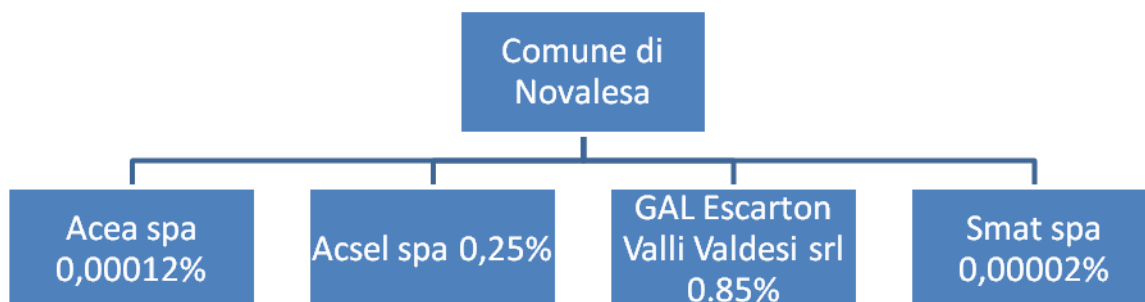 Comune di
Novalesa
Acea spa
0,00012%
Acsel spa 0,25%
GAL Escarton
Valli Valdesi srl
0.85%
Smat spa
0,00002%